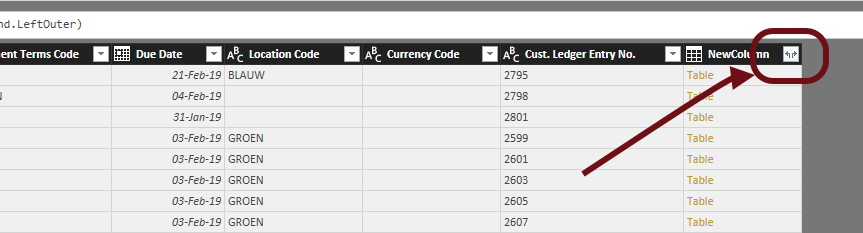 nd.LeftOuter)
ent Terms Code Due Date ABC Location Code ABC Currency Code ABC Cust. Ledger Entry No. NewColumn
21-Feb-19 BLAUW 2795 Table
N 04-Feb-19 2798 Table
31-Jan-19 2801 Table
03-Feb-19 GROEN 2599 Table
03-Feb-19 GROEN 2601 Table
03-Feb-19 GROEN 2603 Table
03-Feb-19 GROEN 2605 Table
03-Feb-19 GROEN 2607 Table